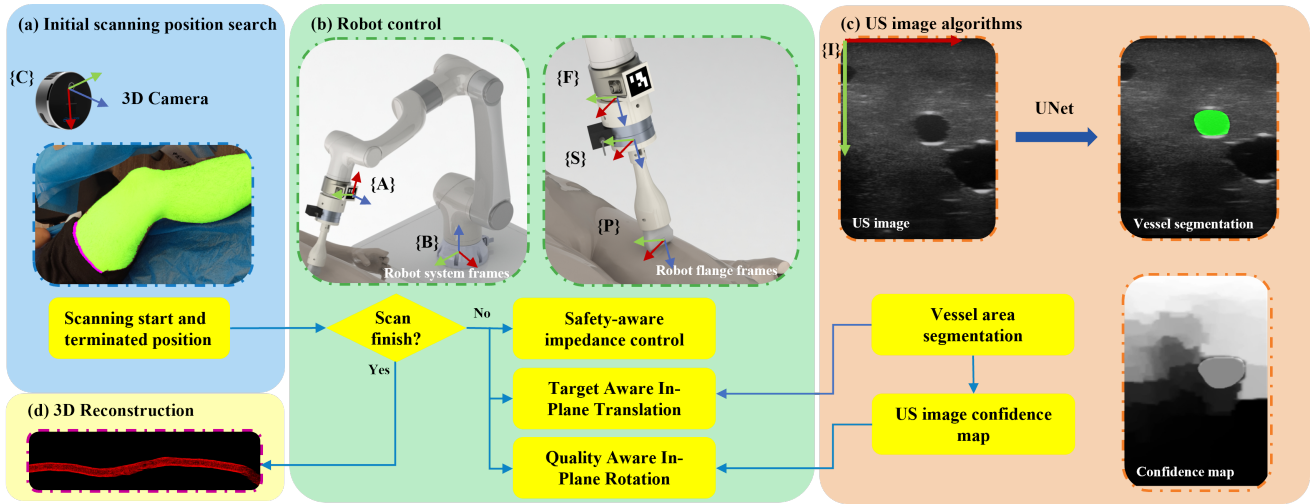 (a) Initial scanning position search
{C}
3D Camera
Scanning start and
terminated position
(b) Robot control
{A}
{B}
Robot system frames
{F}
{S}
{P}
Robot flange frames
Scan
finish?
No
Yes
Safety-aware
impedance control
Target Aware In-
Plane Translation
Quality Aware In-
Plane Rotation
(c) US image algorithms
{I}
US image
UNet
Vessel segmentation
Vessel area
segmentation
US image confidence
map
Confidence map
(d) 3D Reconstruction